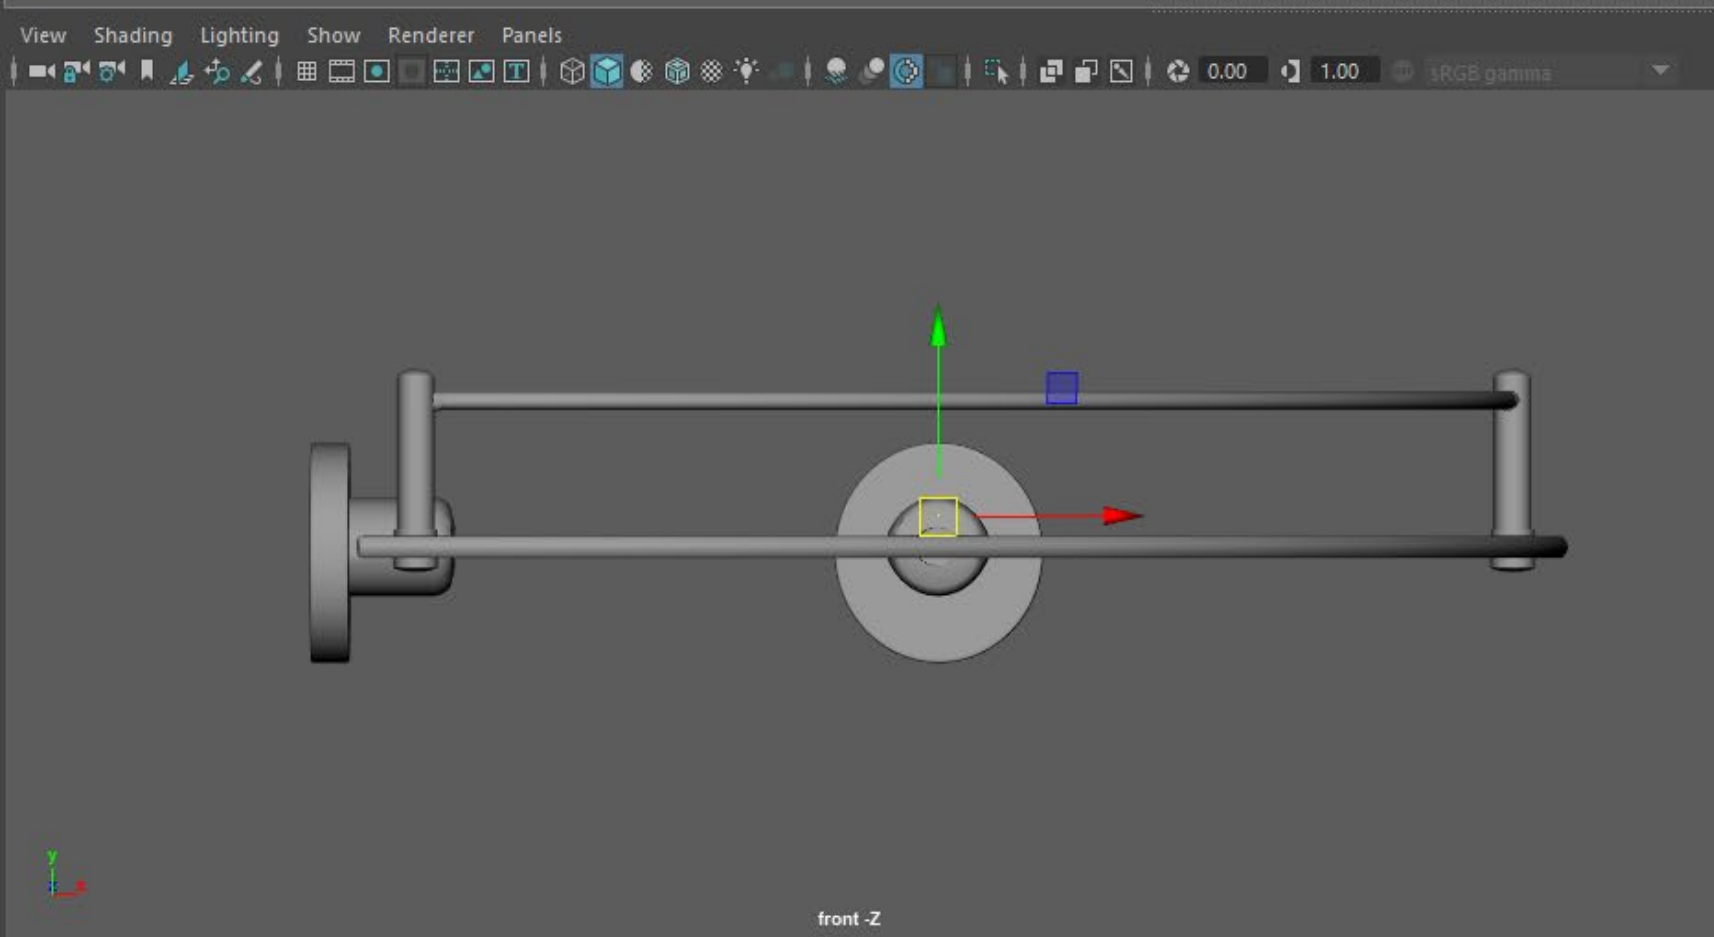 View Shading Lighting Show Renderer Panels
T 0.00 1.00 sRGB gamma
y
z x
front -Z